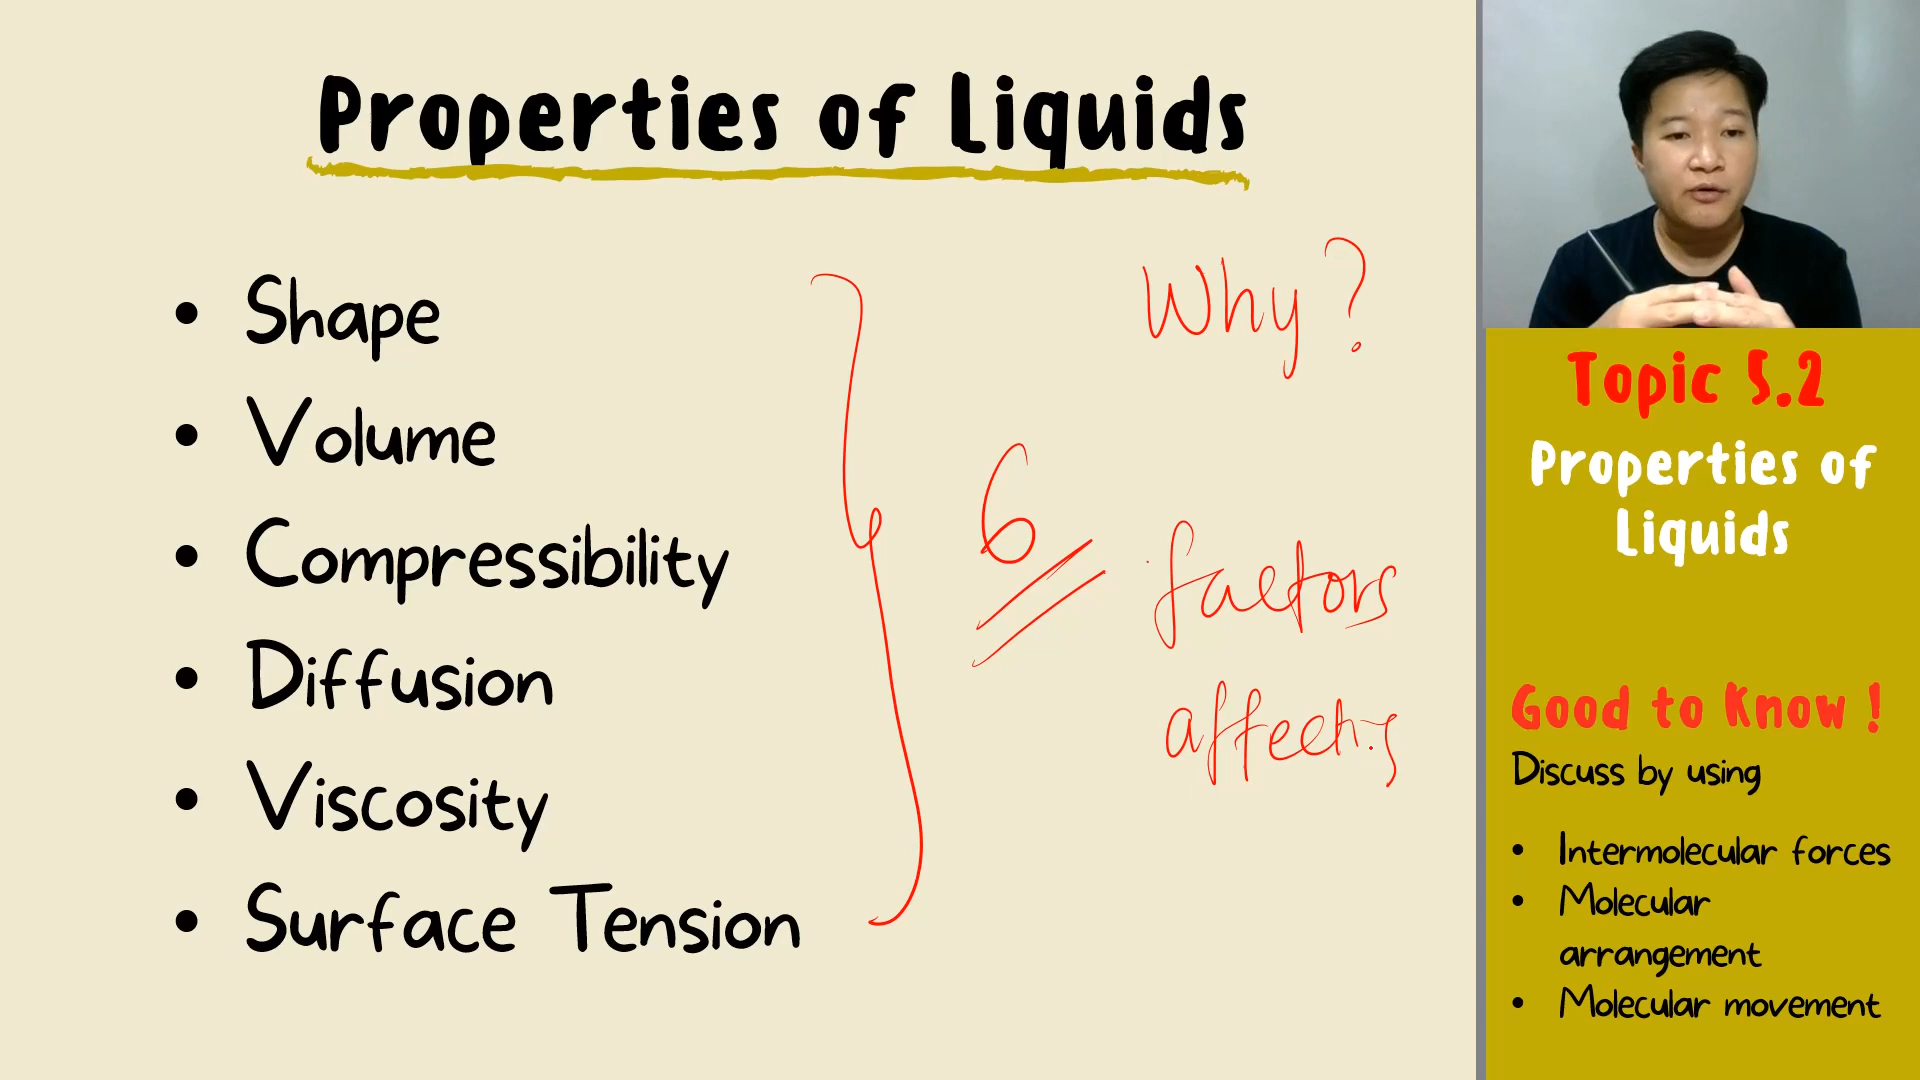 Properties of Liquids
• Shape
• Volume
• Compressibility
• Diffusion
• Viscosity
• Surface Tension
Why?
6
factors
affecting
Topic 5.2
Properties of
Liquids
Good to Know !
Discuss by using
• Intermolecular forces
• Molecular
arrangement
• Molecular movement